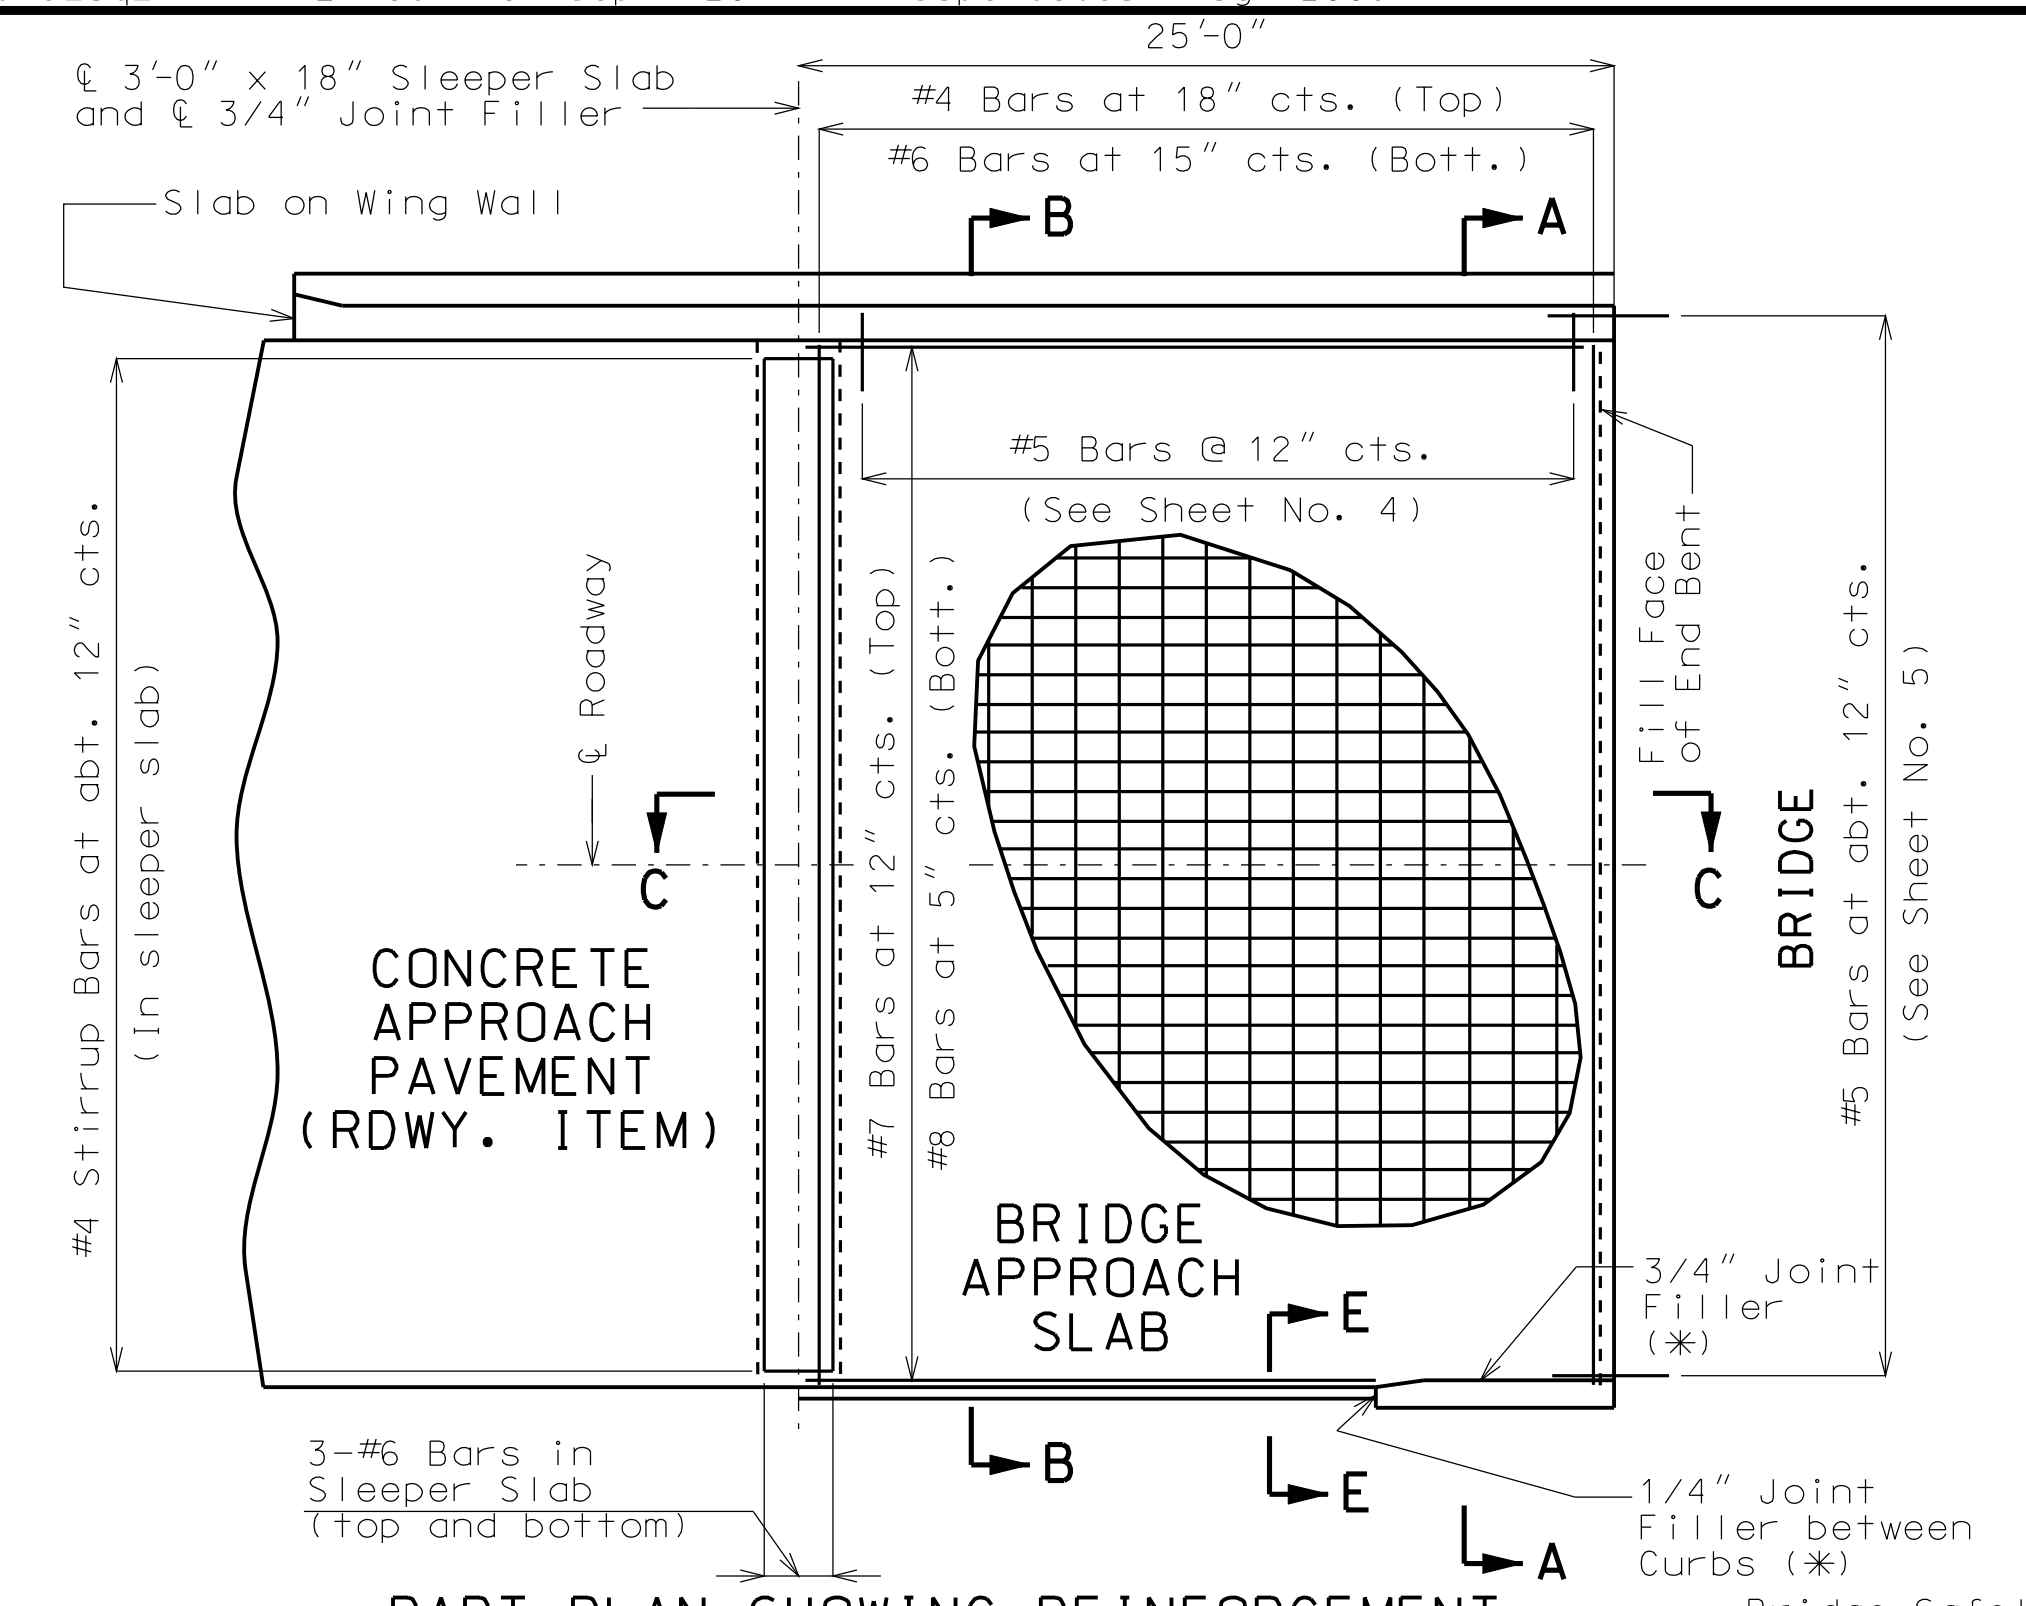 25'-0"
℄ 3'-0" x 18" Sleeper Slab
and ℄ 3/4" Joint Filler
#4 Bars at 18" cts. (Top)
#6 Bars at 15" cts. (Bott.)
Slab on Wing Wall
B
A
#5 Bars @ 12" cts.
(See Sheet No. 4)
#4 Stirrup Bars at abt. 12" cts.
(In sleeper slab)
℄ Roadway
#7 Bars at 12" cts. (Top)
#8 Bars at 5" cts. (Bott.)
Fill Face
of End Bent
BRIDGE
#5 Bars at abt. 12" cts.
(See Sheet No. 5)
C
C
CONCRETE
APPROACH
PAVEMENT
(RDWY. ITEM)
BRIDGE
APPROACH
SLAB
E
3/4" Joint
Filler
(*)
3-#6 Bars in
Sleeper Slab
(top and bottom)
B
E
1/4" Joint
Filler between
Curbs (*)
A
PART PLAN SHOWING REINFORCEMENT
Bridge